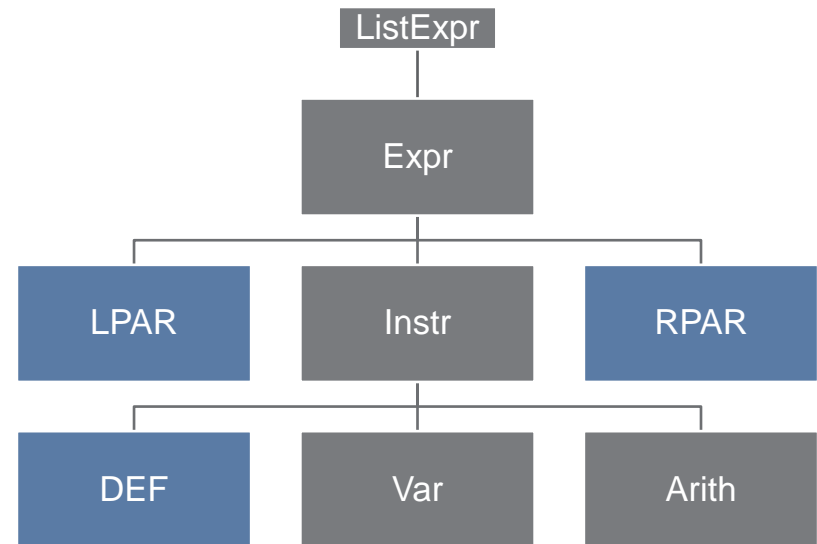 ListExpr
Expr
LPAR
Instr
RPAR
DEF
Var
Arith